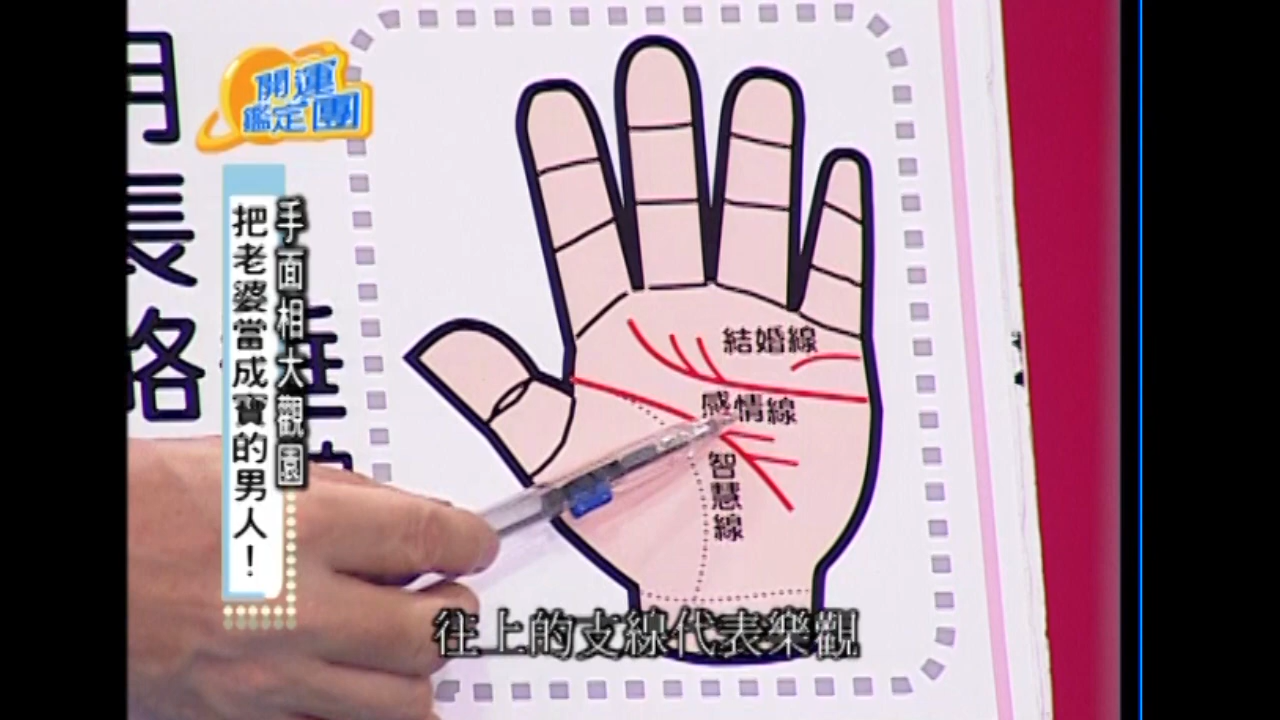 開運
鑑定團
手面相大觀園
把老婆當成寶的男人！
結婚線
感情線
智慧線
往上的支線代表樂觀